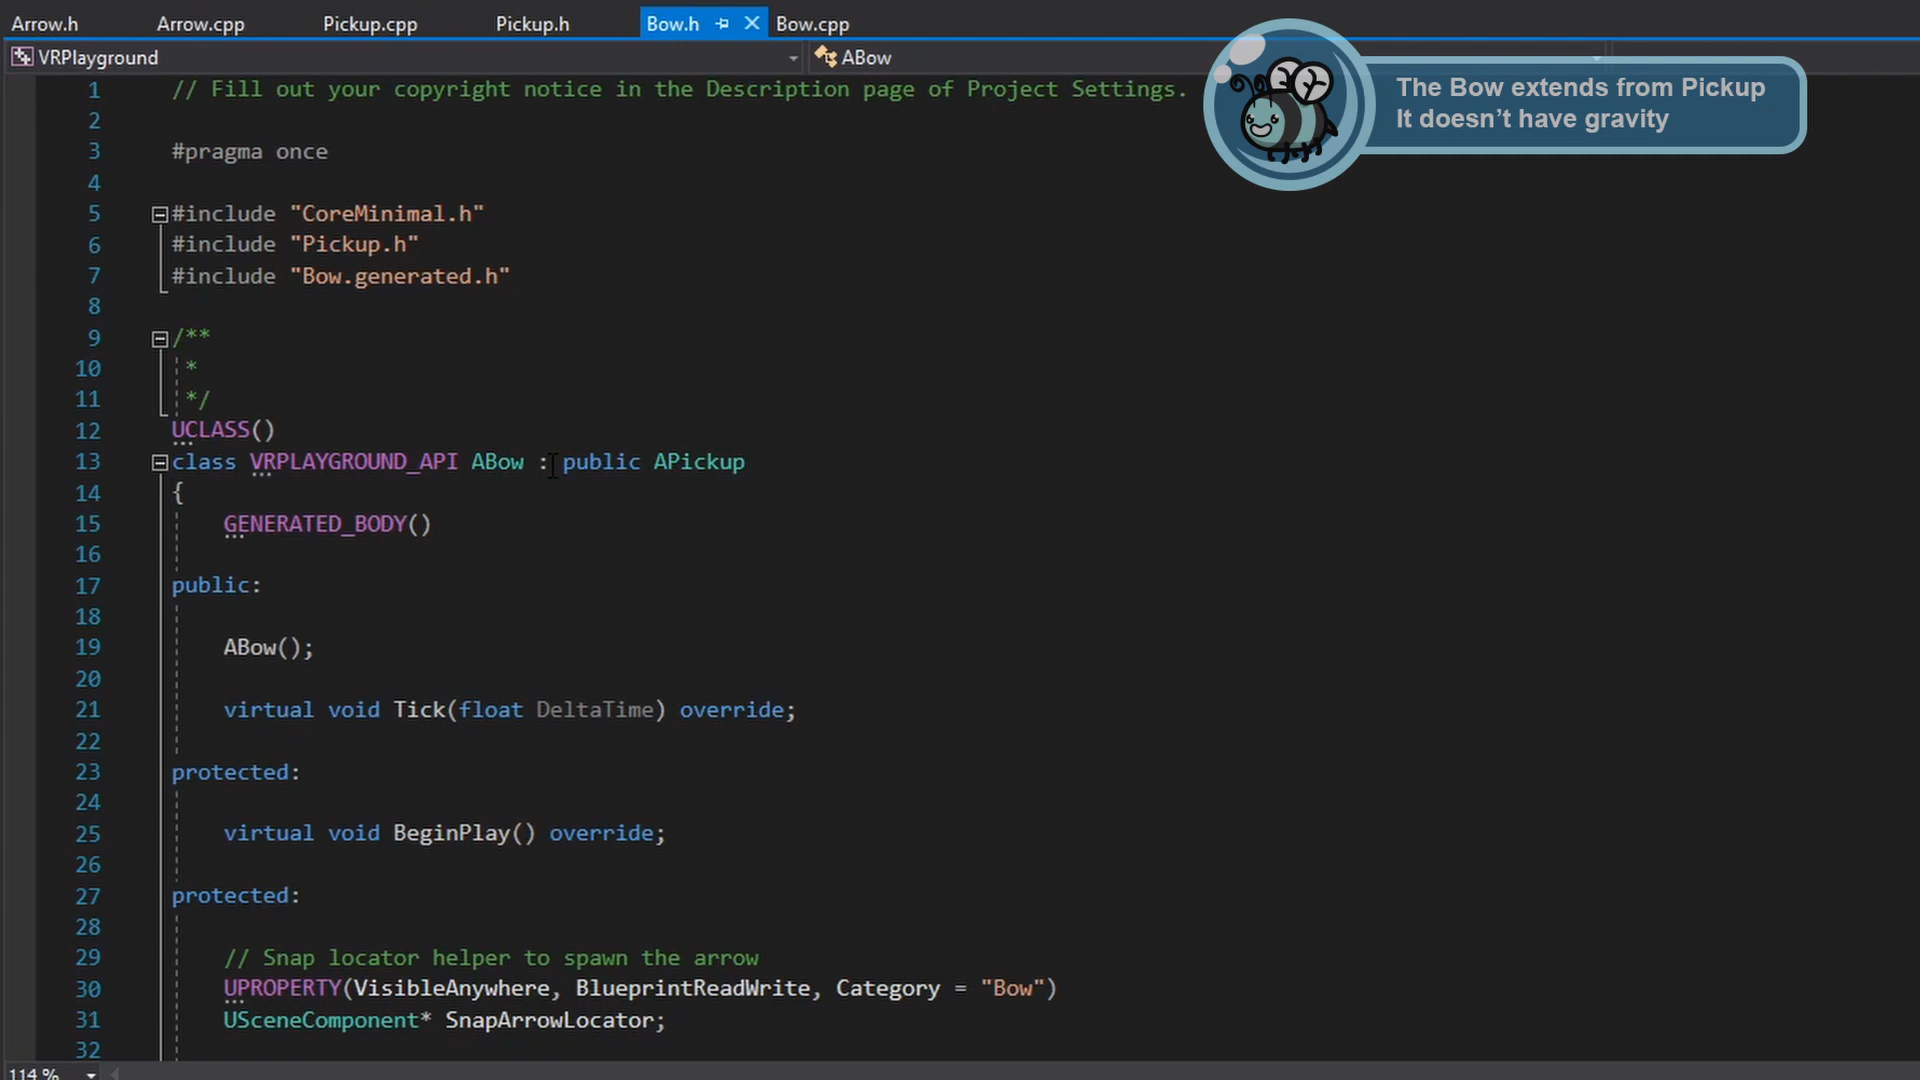 Arrow.h Arrow.cpp Pickup.cpp Pickup.h Bow.h Bow.cpp
VRPlayground ABow
The Bow extends from Pickup
It doesn’t have gravity
1 // Fill out your copyright notice in the Description page of Project Settings.
2
3 #pragma once
4
5 #include "CoreMinimal.h"
6 #include "Pickup.h"
7 #include "Bow.generated.h"
8
9 /**
10 *
11 */
12 UCLASS()
13 class VRPLAYGROUND_API ABow : public APickup
14 {
15 GENERATED_BODY()
16
17 public:
18
19 ABow();
20
21 virtual void Tick(float DeltaTime) override;
22
23 protected:
24
25 virtual void BeginPlay() override;
26
27 protected:
28
29 // Snap locator helper to spawn the arrow
30 UPROPERTY(VisibleAnywhere, BlueprintReadWrite, Category = "Bow")
31 USceneComponent* SnapArrowLocator;
32
114 %